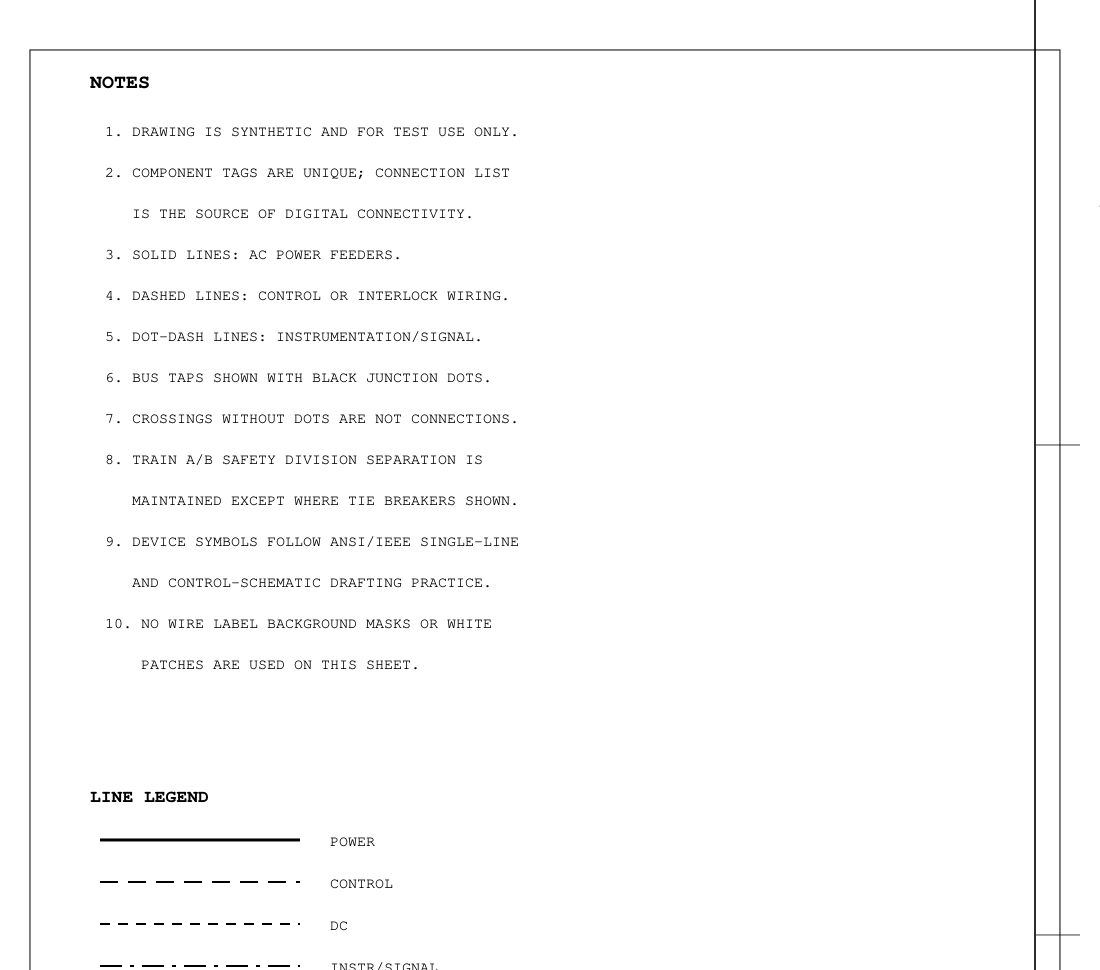 NOTES
1. DRAWING IS SYNTHETIC AND FOR TEST USE ONLY.
2. COMPONENT TAGS ARE UNIQUE; CONNECTION LIST
IS THE SOURCE OF DIGITAL CONNECTIVITY.
3. SOLID LINES: AC POWER FEEDERS.
4. DASHED LINES: CONTROL OR INTERLOCK WIRING.
5. DOT-DASH LINES: INSTRUMENTATION/SIGNAL.
6. BUS TAPS SHOWN WITH BLACK JUNCTION DOTS.
7. CROSSINGS WITHOUT DOTS ARE NOT CONNECTIONS.
8. TRAIN A/B SAFETY DIVISION SEPARATION IS
MAINTAINED EXCEPT WHERE TIE BREAKERS SHOWN.
9. DEVICE SYMBOLS FOLLOW ANSI/IEEE SINGLE-LINE
AND CONTROL-SCHEMATIC DRAFTING PRACTICE.
10. NO WIRE LABEL BACKGROUND MASKS OR WHITE
PATCHES ARE USED ON THIS SHEET.
LINE LEGEND
POWER
CONTROL
DC
INSTR/SIGNAL